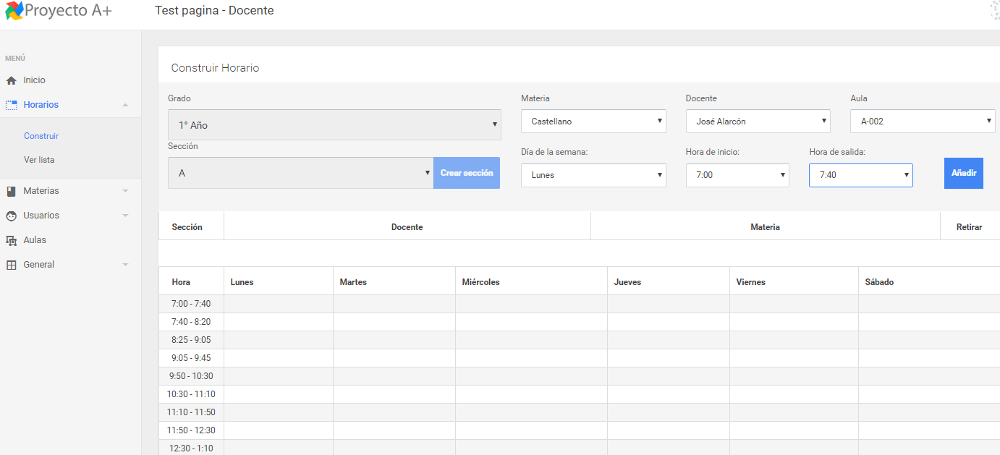 Proyecto A+
Test pagina - Docente
MENÚ
Inicio
Horarios
Construir
Ver lista
Materias
Usuarios
Aulas
General
Construir Horario
Grado
1° Año
Sección
A
Crear sección
Materia
Castellano
Docente
José Alarcón
Aula
A-002
Día de la semana:
Lunes
Hora de inicio:
7:00
Hora de salida:
7:40
Añadir
Sección Docente Materia Retirar
Hora Lunes Martes Miércoles Jueves Viernes Sábado
7:00 - 7:40
7:40 - 8:20
8:25 - 9:05
9:05 - 9:45
9:50 - 10:30
10:30 - 11:10
11:10 - 11:50
11:50 - 12:30
12:30 - 1:10